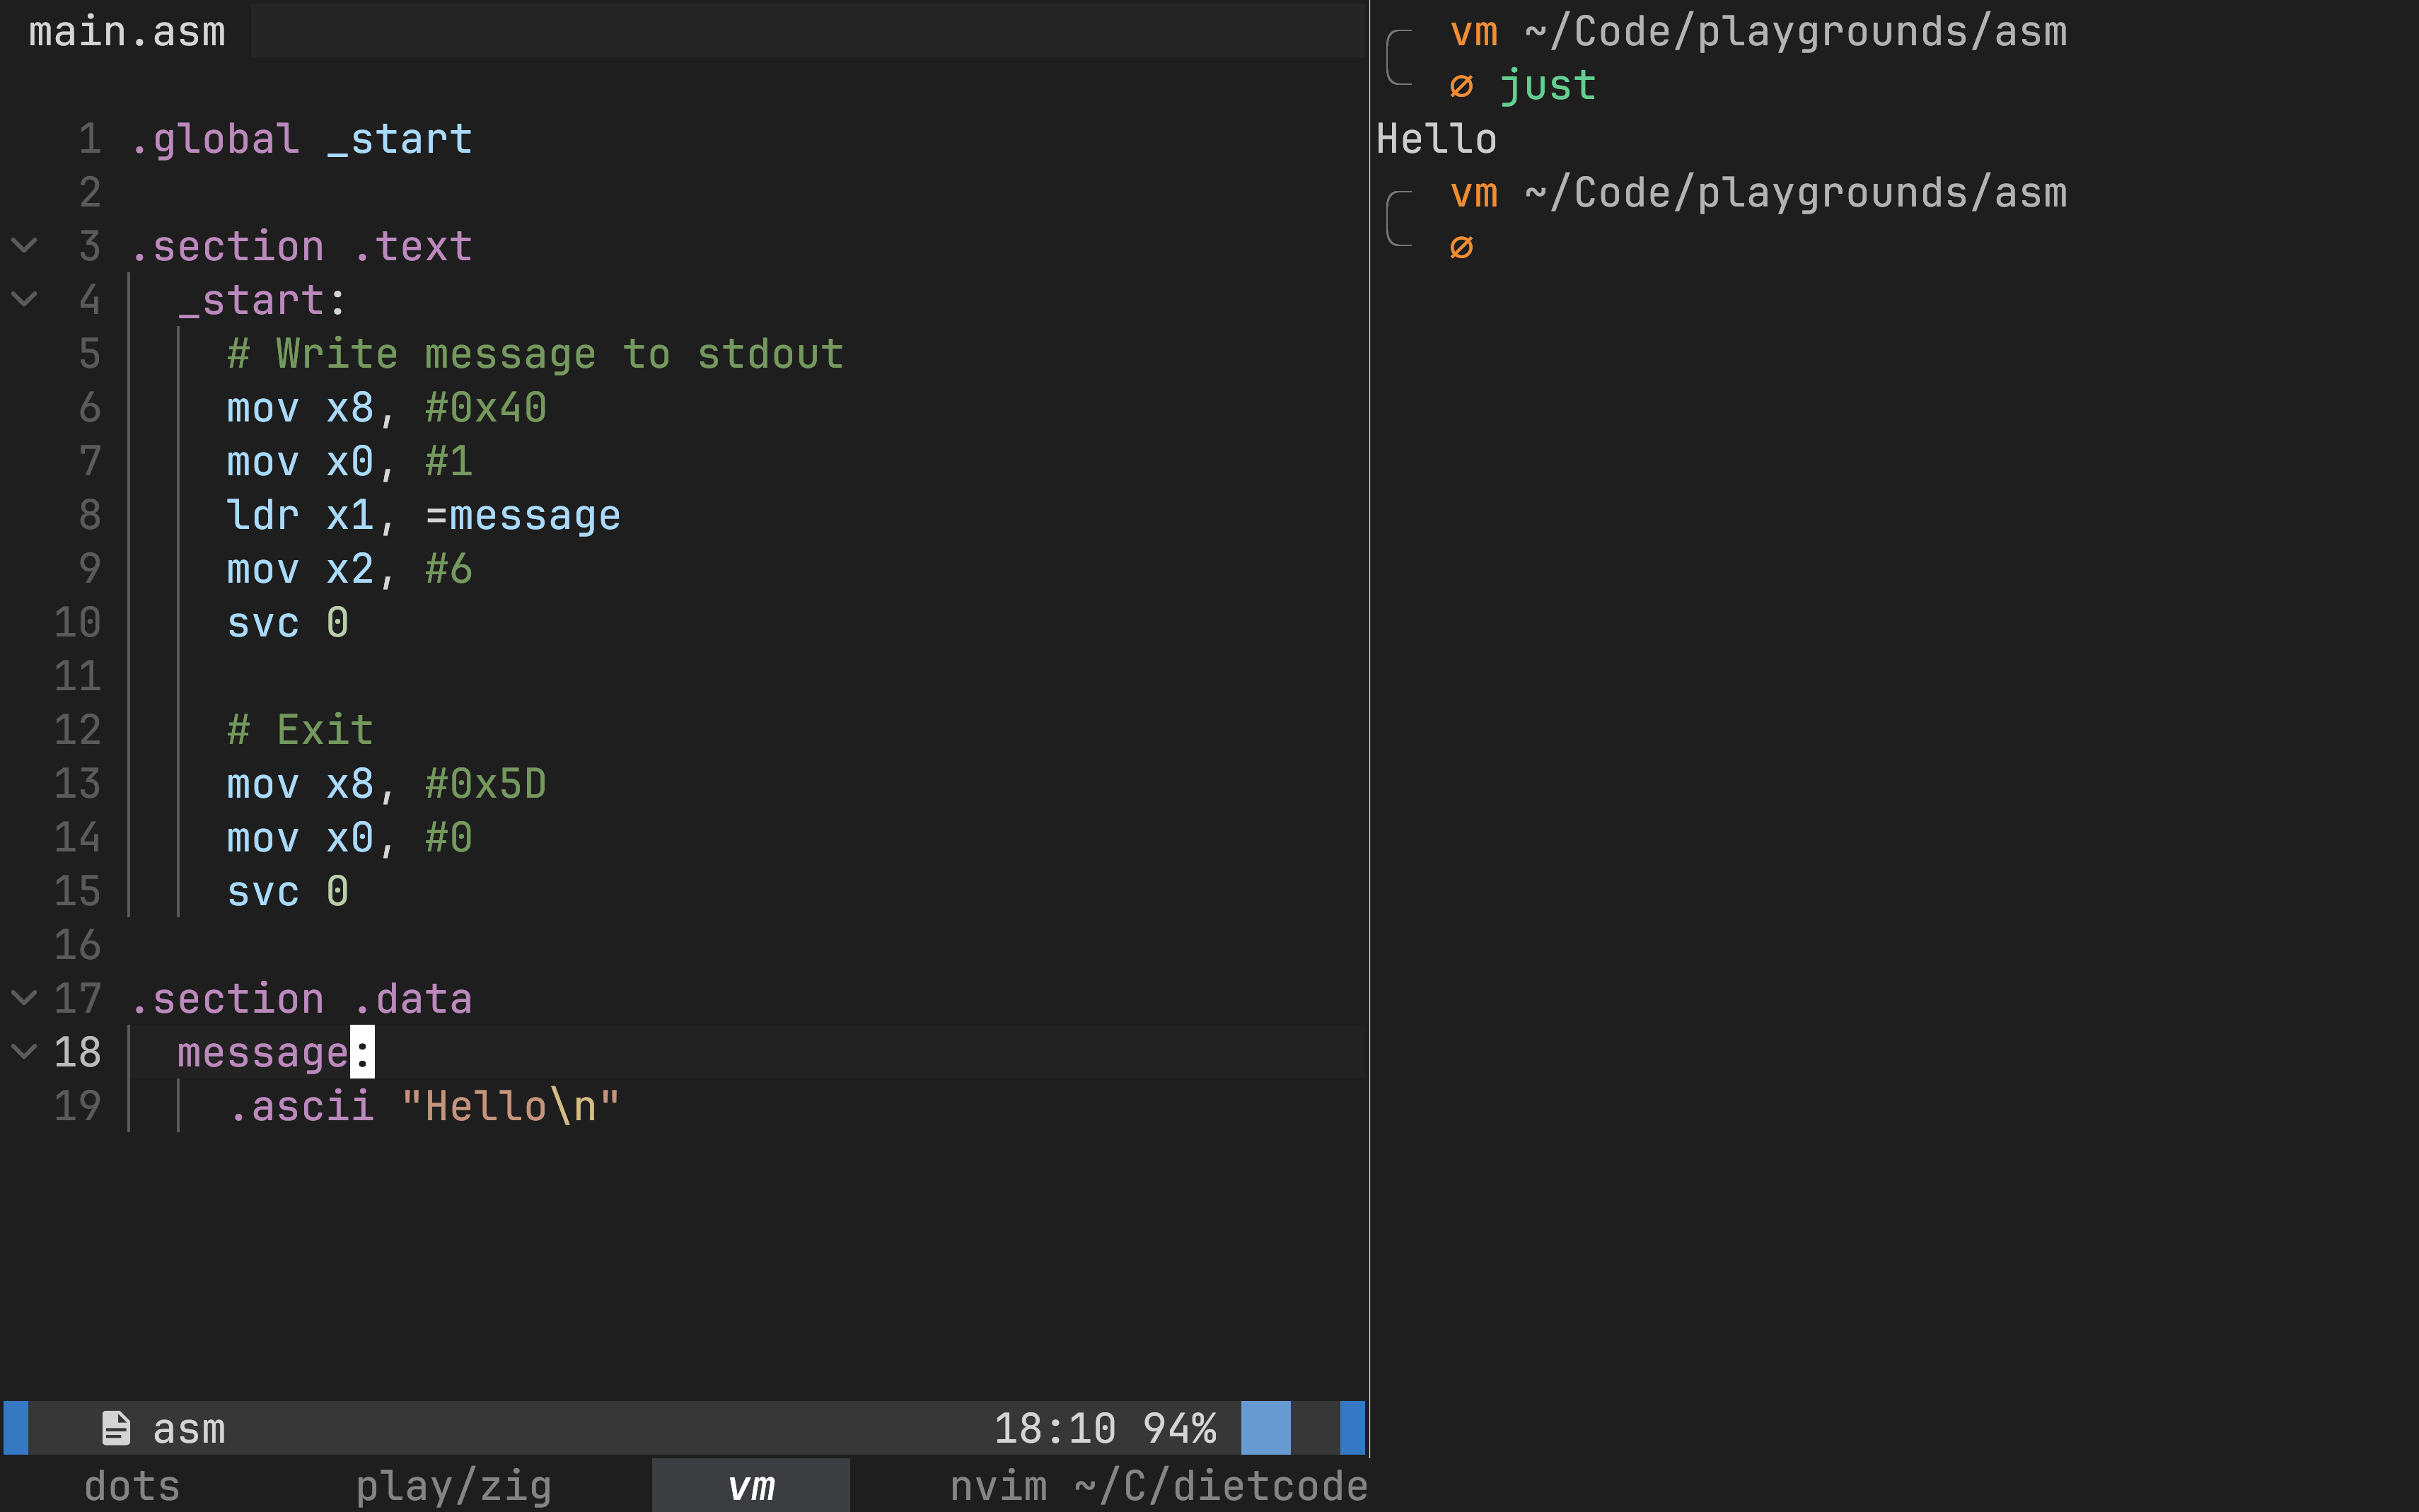 main.asm
1 .global _start
2
3 .section .text
4 _start:
5 # Write message to stdout
6 mov x8, #0x40
7 mov x0, #1
8 ldr x1, =message
9 mov x2, #6
10 svc 0
11
12 # Exit
13 mov x8, #0x5D
14 mov x0, #0
15 svc 0
16
17 .section .data
18 message:
19 .ascii "Hello\n"
asm 18:10 94%
vm ~/Code/playgrounds/asm
∅ just
Hello
vm ~/Code/playgrounds/asm
∅
dots play/zig vm nvim ~/C/dietcode